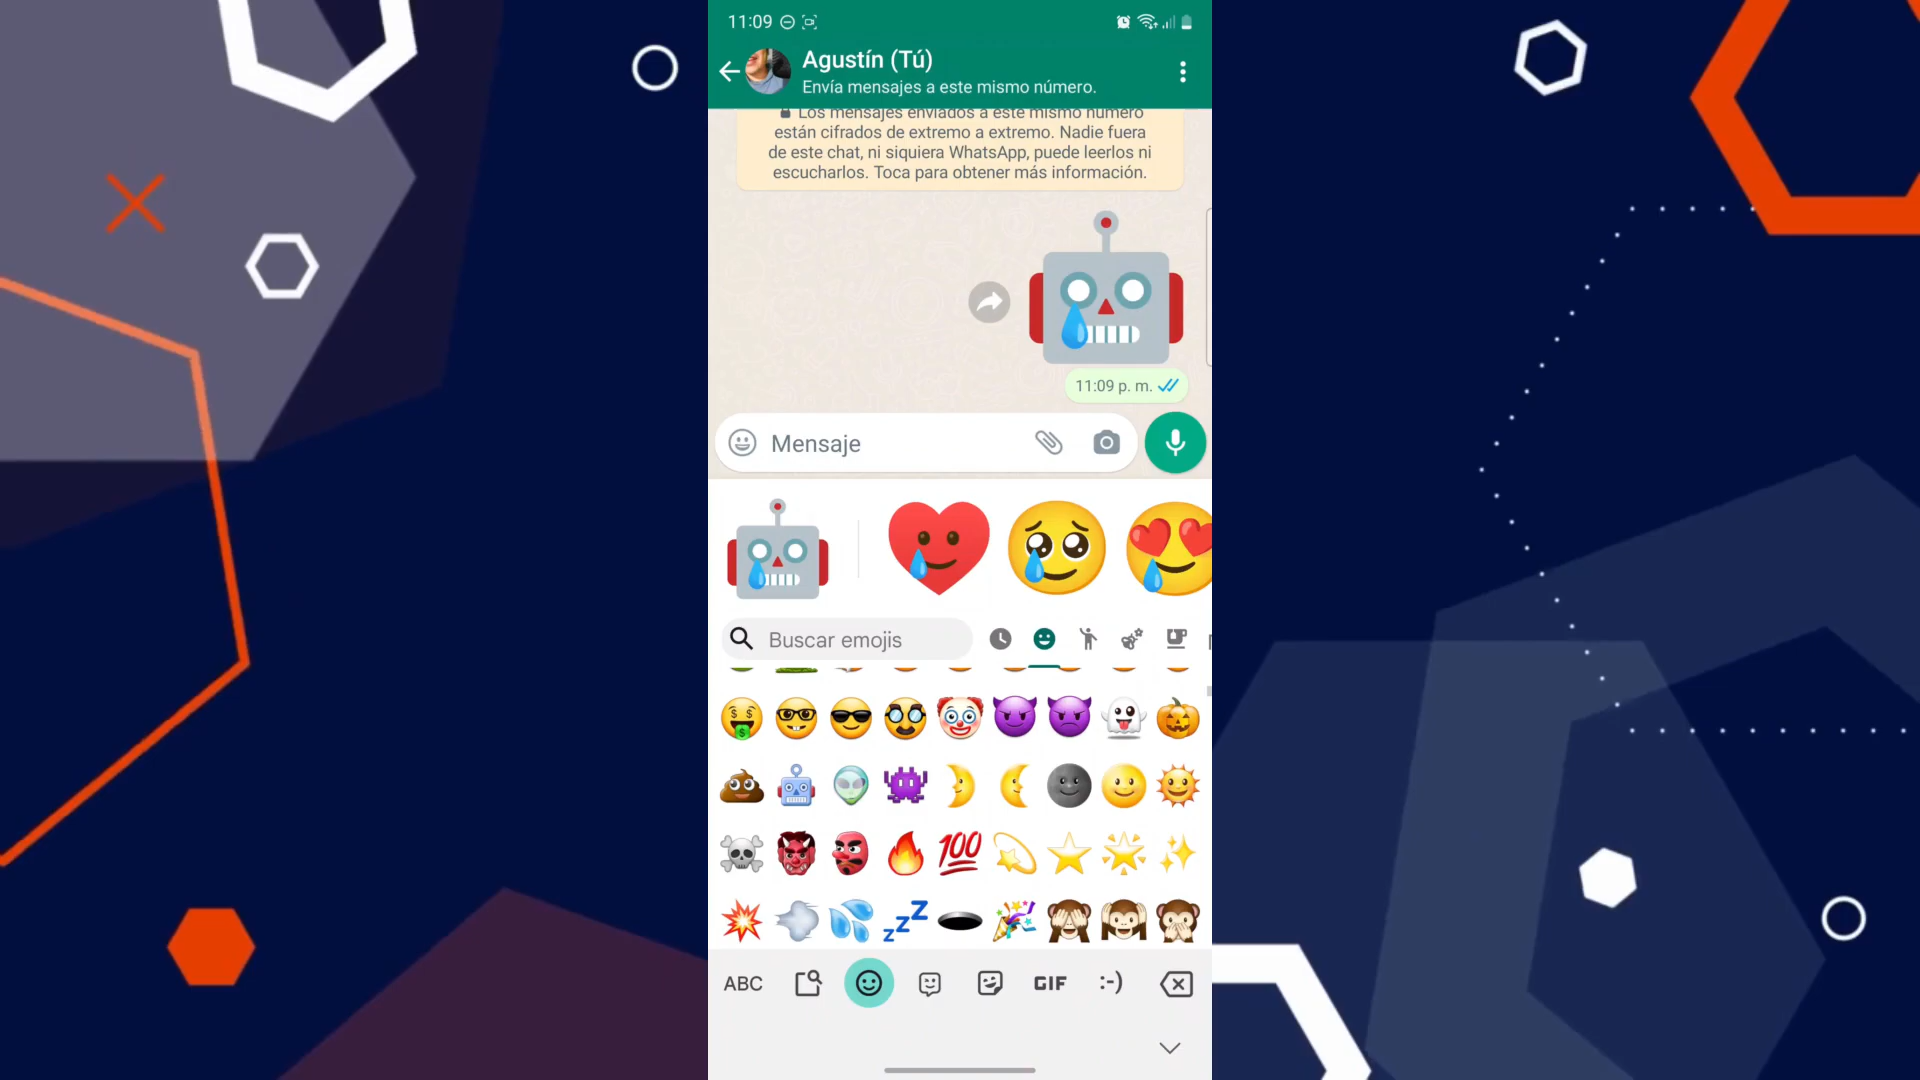 11:09
Agustín (Tú)
Envía mensajes a este mismo número.
Los mensajes enviados a este mismo número
están cifrados de extremo a extremo. Nadie fuera
de este chat, ni siquiera WhatsApp, puede leerlos ni
escucharlos. Toca para obtener más información.
11:09 p. m.
Mensaje
Buscar emojis
100
zzZ
ABC
GIF
:-)